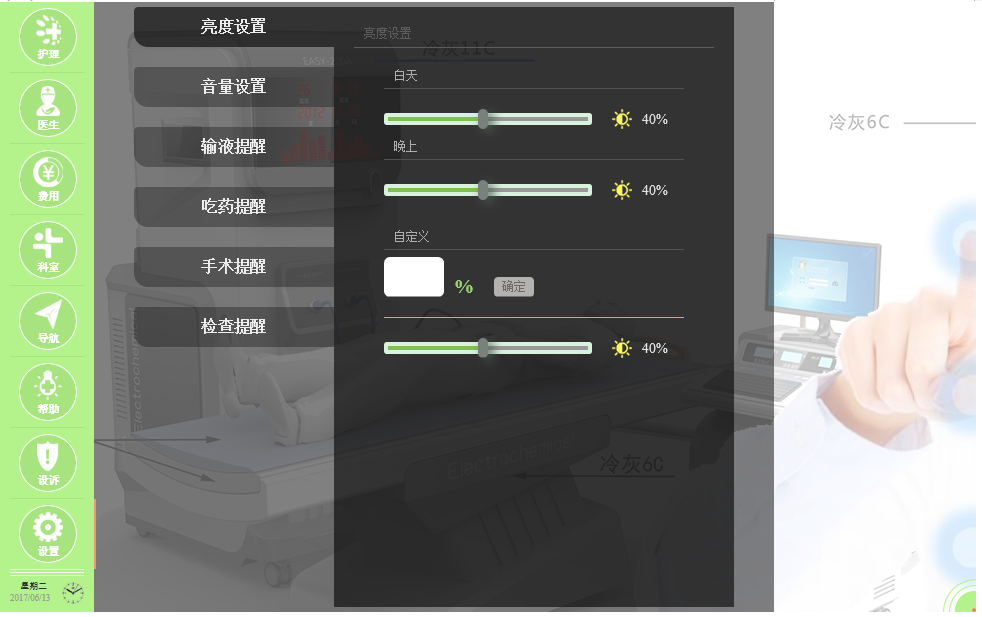 护理
医生
费用
科室
导航
帮助
设诉
设置
星期二
2017/06/13
亮度设置
音量设置
输液提醒
吃药提醒
手术提醒
检查提醒
亮度设置
冷灰11C
白天
40%
晚上
40%
自定义
%
确定
40%
冷灰6C
Electrochemical
Electrochemical
冷灰6C